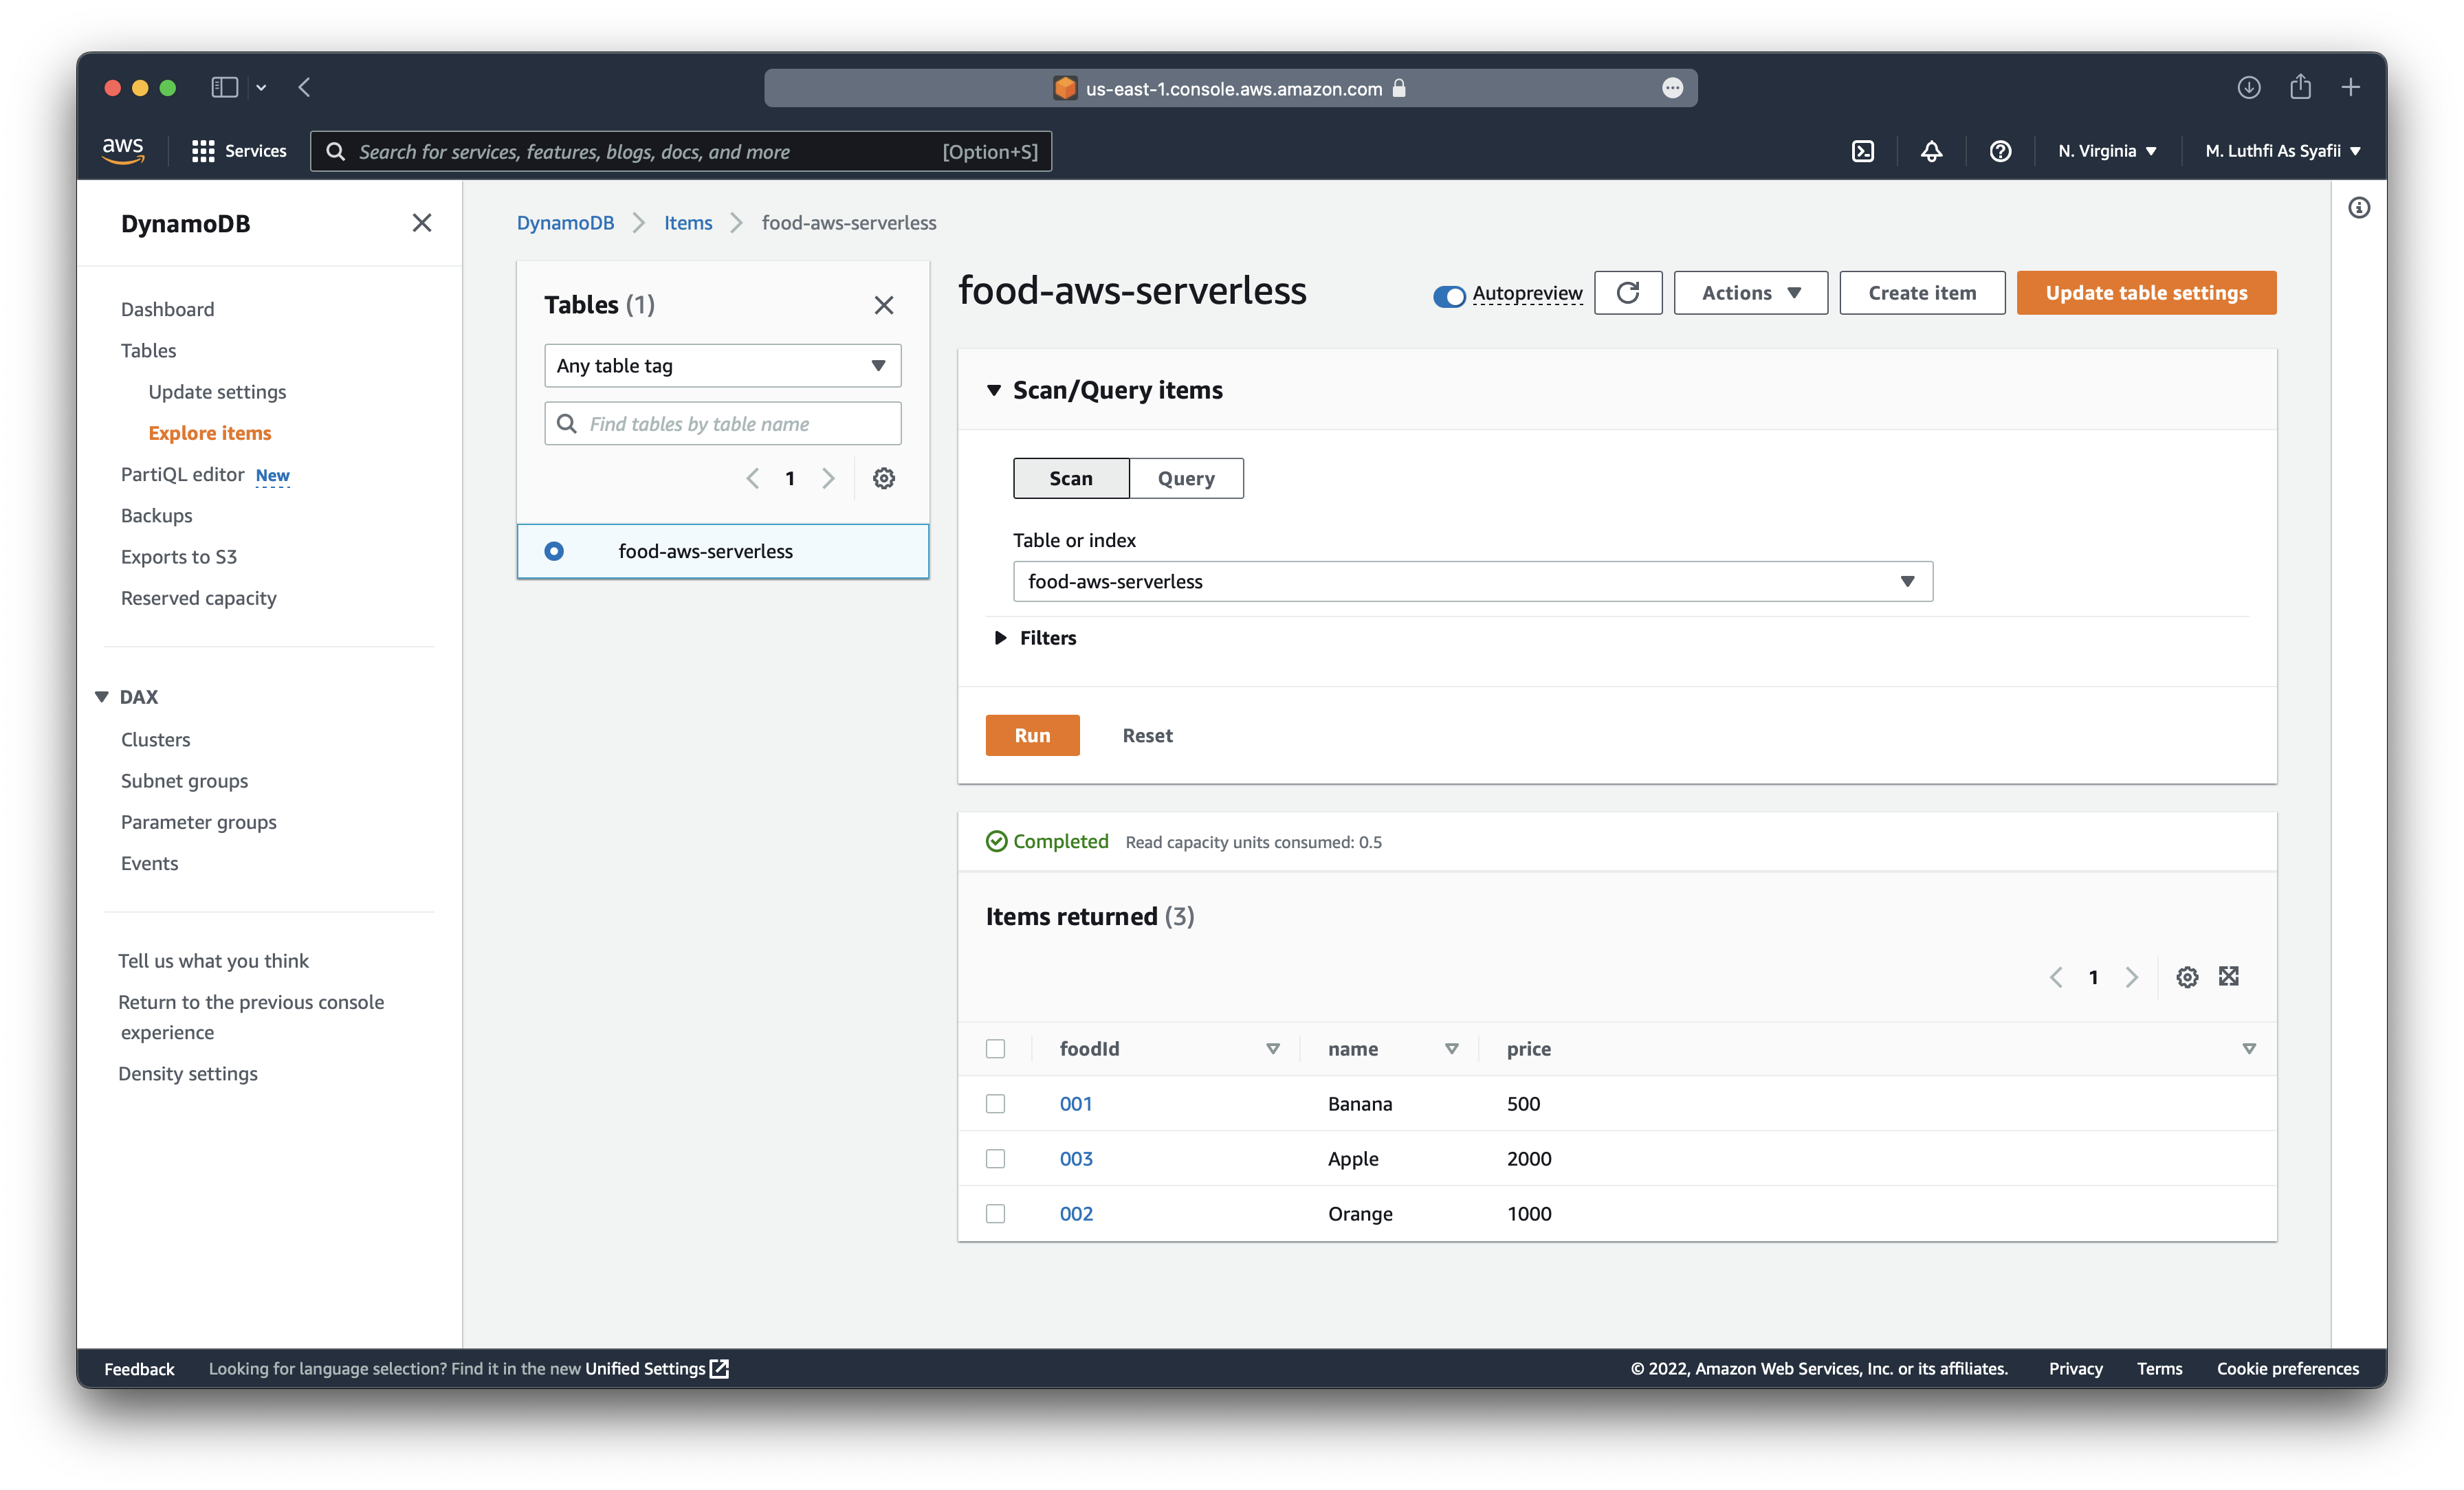 us-east-1.console.aws.amazon.com
aws
Services
Search for services, features, blogs, docs, and more
[Option+S]
N. Virginia
M. Luthfi As Syafii
DynamoDB
Dashboard
Tables
Update settings
Explore items
PartiQL editor New
Backups
Exports to S3
Reserved capacity
DAX
Clusters
Subnet groups
Parameter groups
Events
Tell us what you think
Return to the previous console
experience
Density settings
DynamoDB
Items
food-aws-serverless
Tables (1)
Any table tag
Find tables by table name
1
food-aws-serverless
food-aws-serverless
Autopreview
Actions
Create item
Update table settings
Scan/Query items
Scan
Query
Table or index
food-aws-serverless
Filters
Run
Reset
Completed
Read capacity units consumed: 0.5
Items returned (3)
1
foodId name price
001 Banana 500
003 Apple 2000
002 Orange 1000
Feedback
Looking for language selection? Find it in the new Unified Settings
© 2022, Amazon Web Services, Inc. or its affiliates.
Privacy
Terms
Cookie preferences